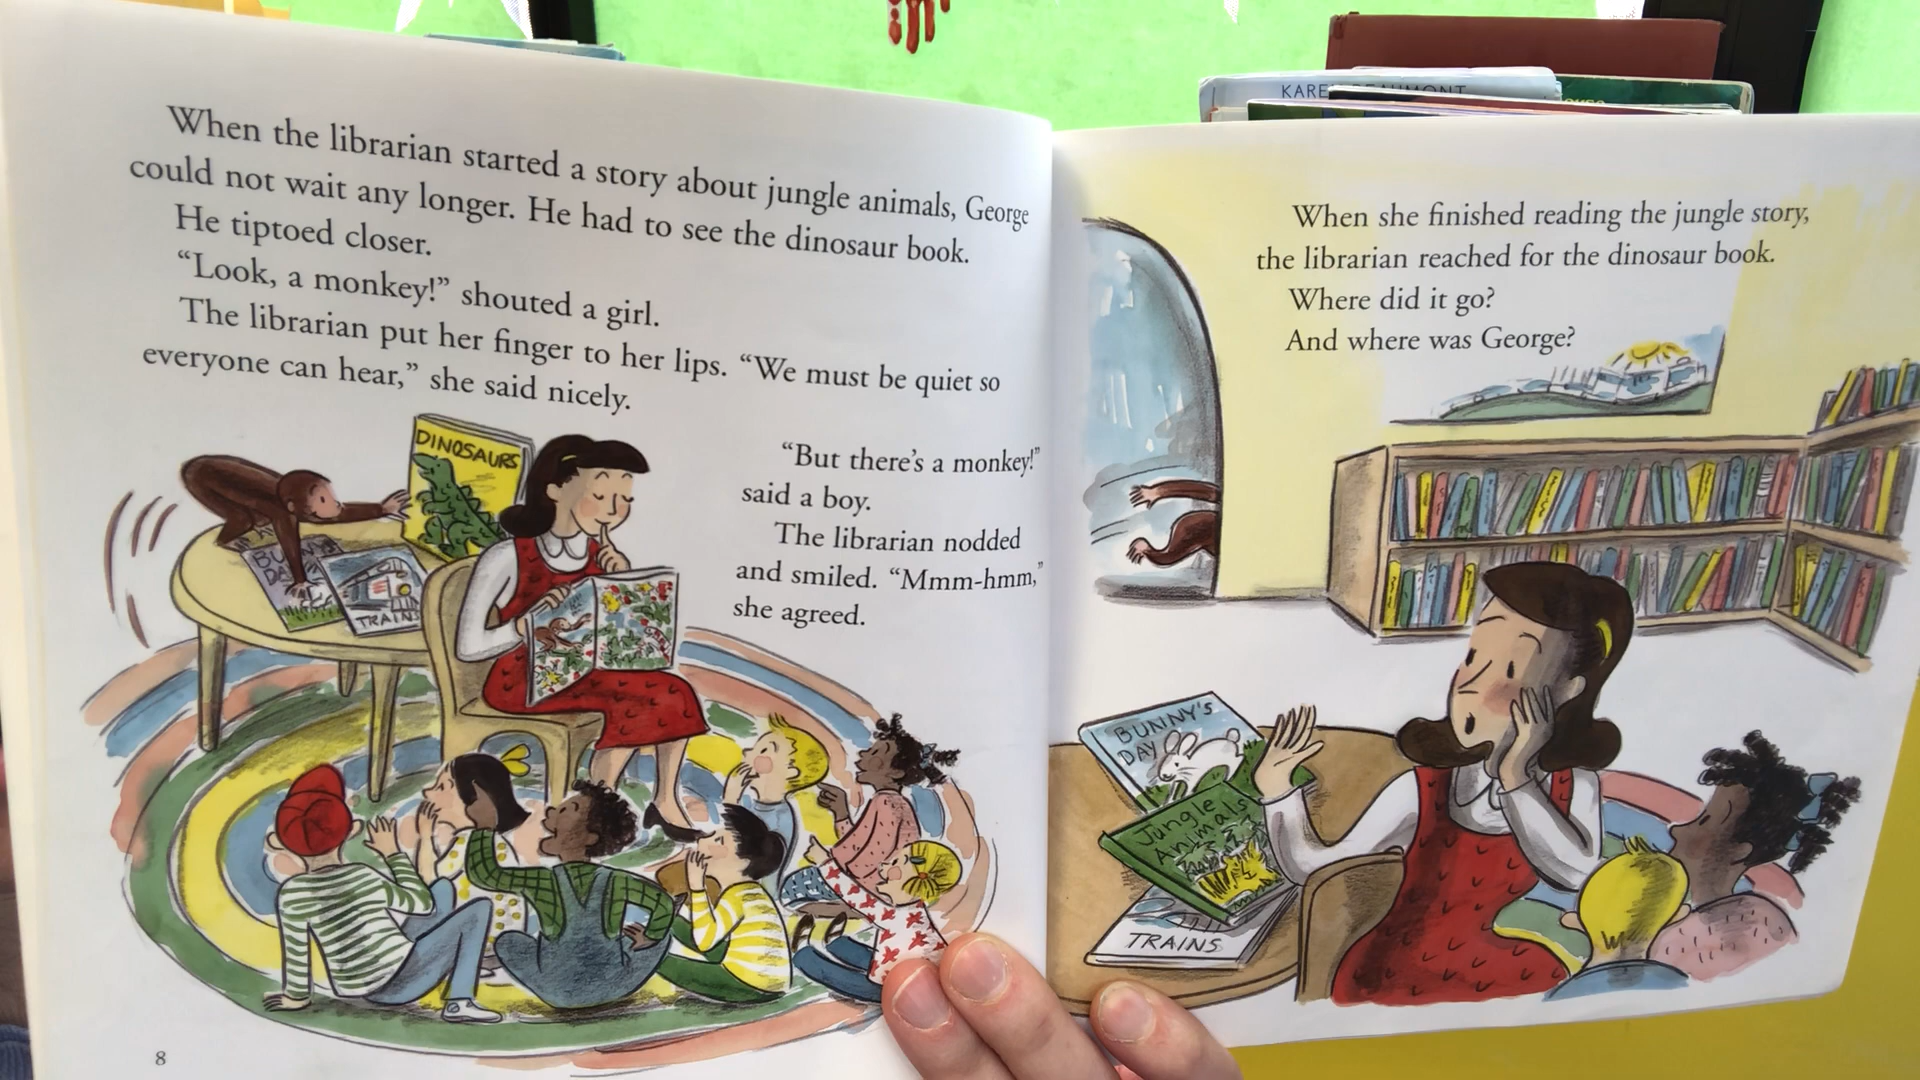 KARE BEAUMONT
When the librarian started a story about jungle animals, George
could not wait any longer. He had to see the dinosaur book.
He tiptoed closer.
“Look, a monkey!” shouted a girl.
The librarian put her finger to her lips. “We must be quiet so
everyone can hear,” she said nicely.
“But there’s a monkey!”
said a boy.
The librarian nodded
and smiled. “Mmm-hmm,”
she agreed.
DINOSAURS
BUNNY'S
DAY
TRAINS
8
When she finished reading the jungle story,
the librarian reached for the dinosaur book.
Where did it go?
And where was George?
BUNNY'S
DAY
Jungle
Animals
TRAINS